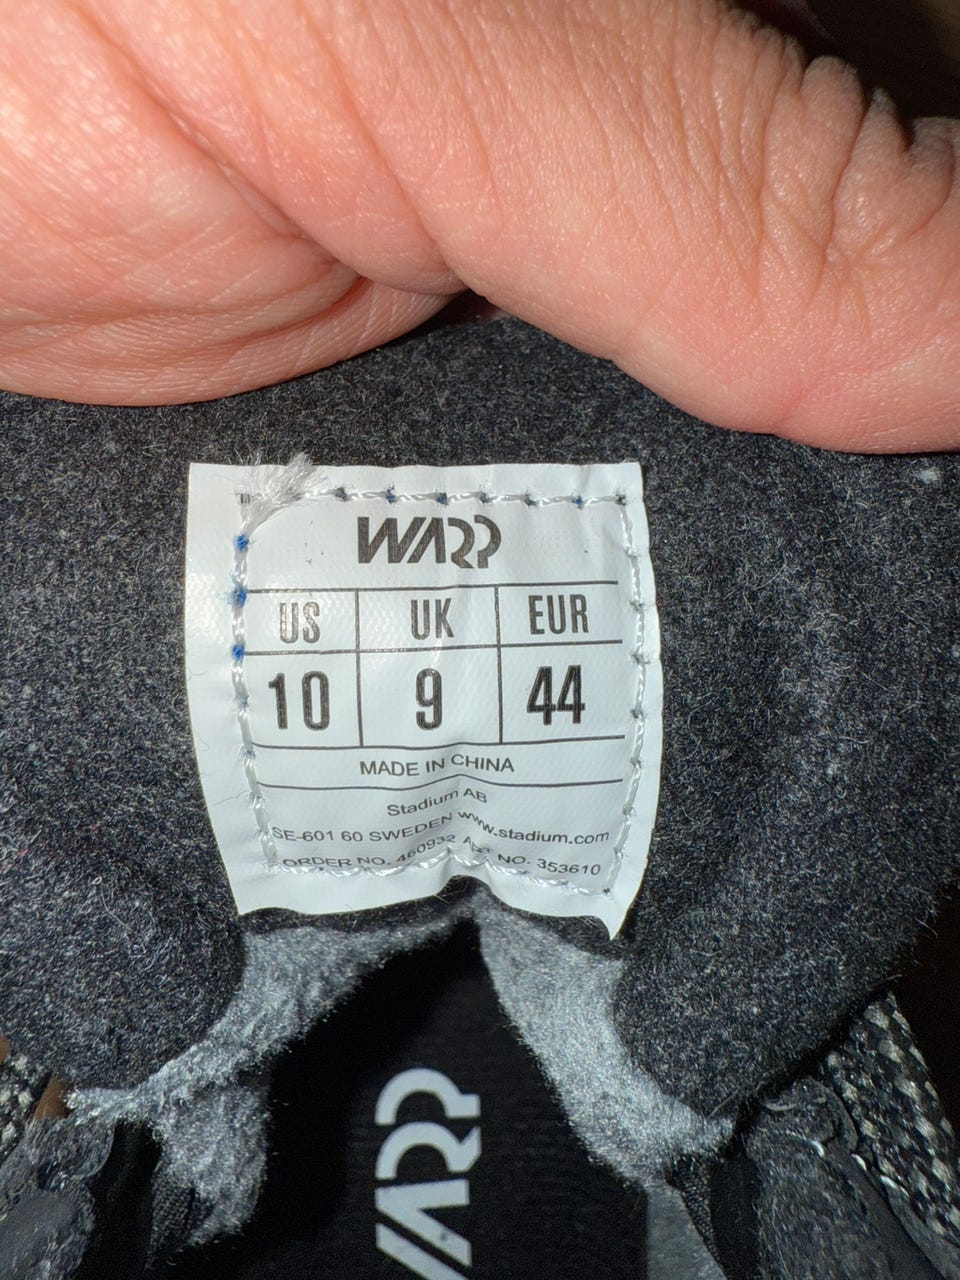 WARP
US UK EUR
10 9 44
MADE IN CHINA
Stadium AB
SE-601 60 SWEDEN www.stadium.com
ORDER NO. 460932 ART NO. 353610
WARP